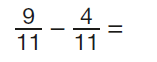 9/11 − 4/11 =